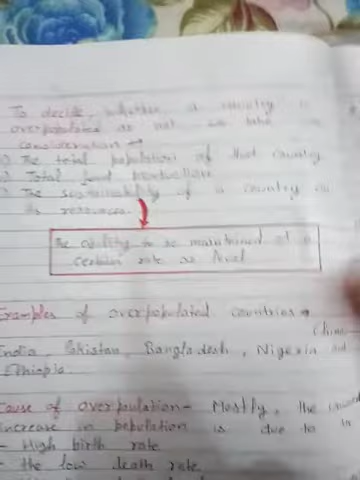 To decide, whether a country is
overpopulated or not we take in
consideration →
The total population of that country
Total food production
The sustainability of a country on
its resources.
The ability to be maintained at a
certain rate or level
Examples of overpopulated countries →
China
India, Pakistan, Bangladesh, Nigeria and
Ethiopia.
Cause of overpulation - Mostly, the
increase in population is due to
- High birth rate
- the low death rate